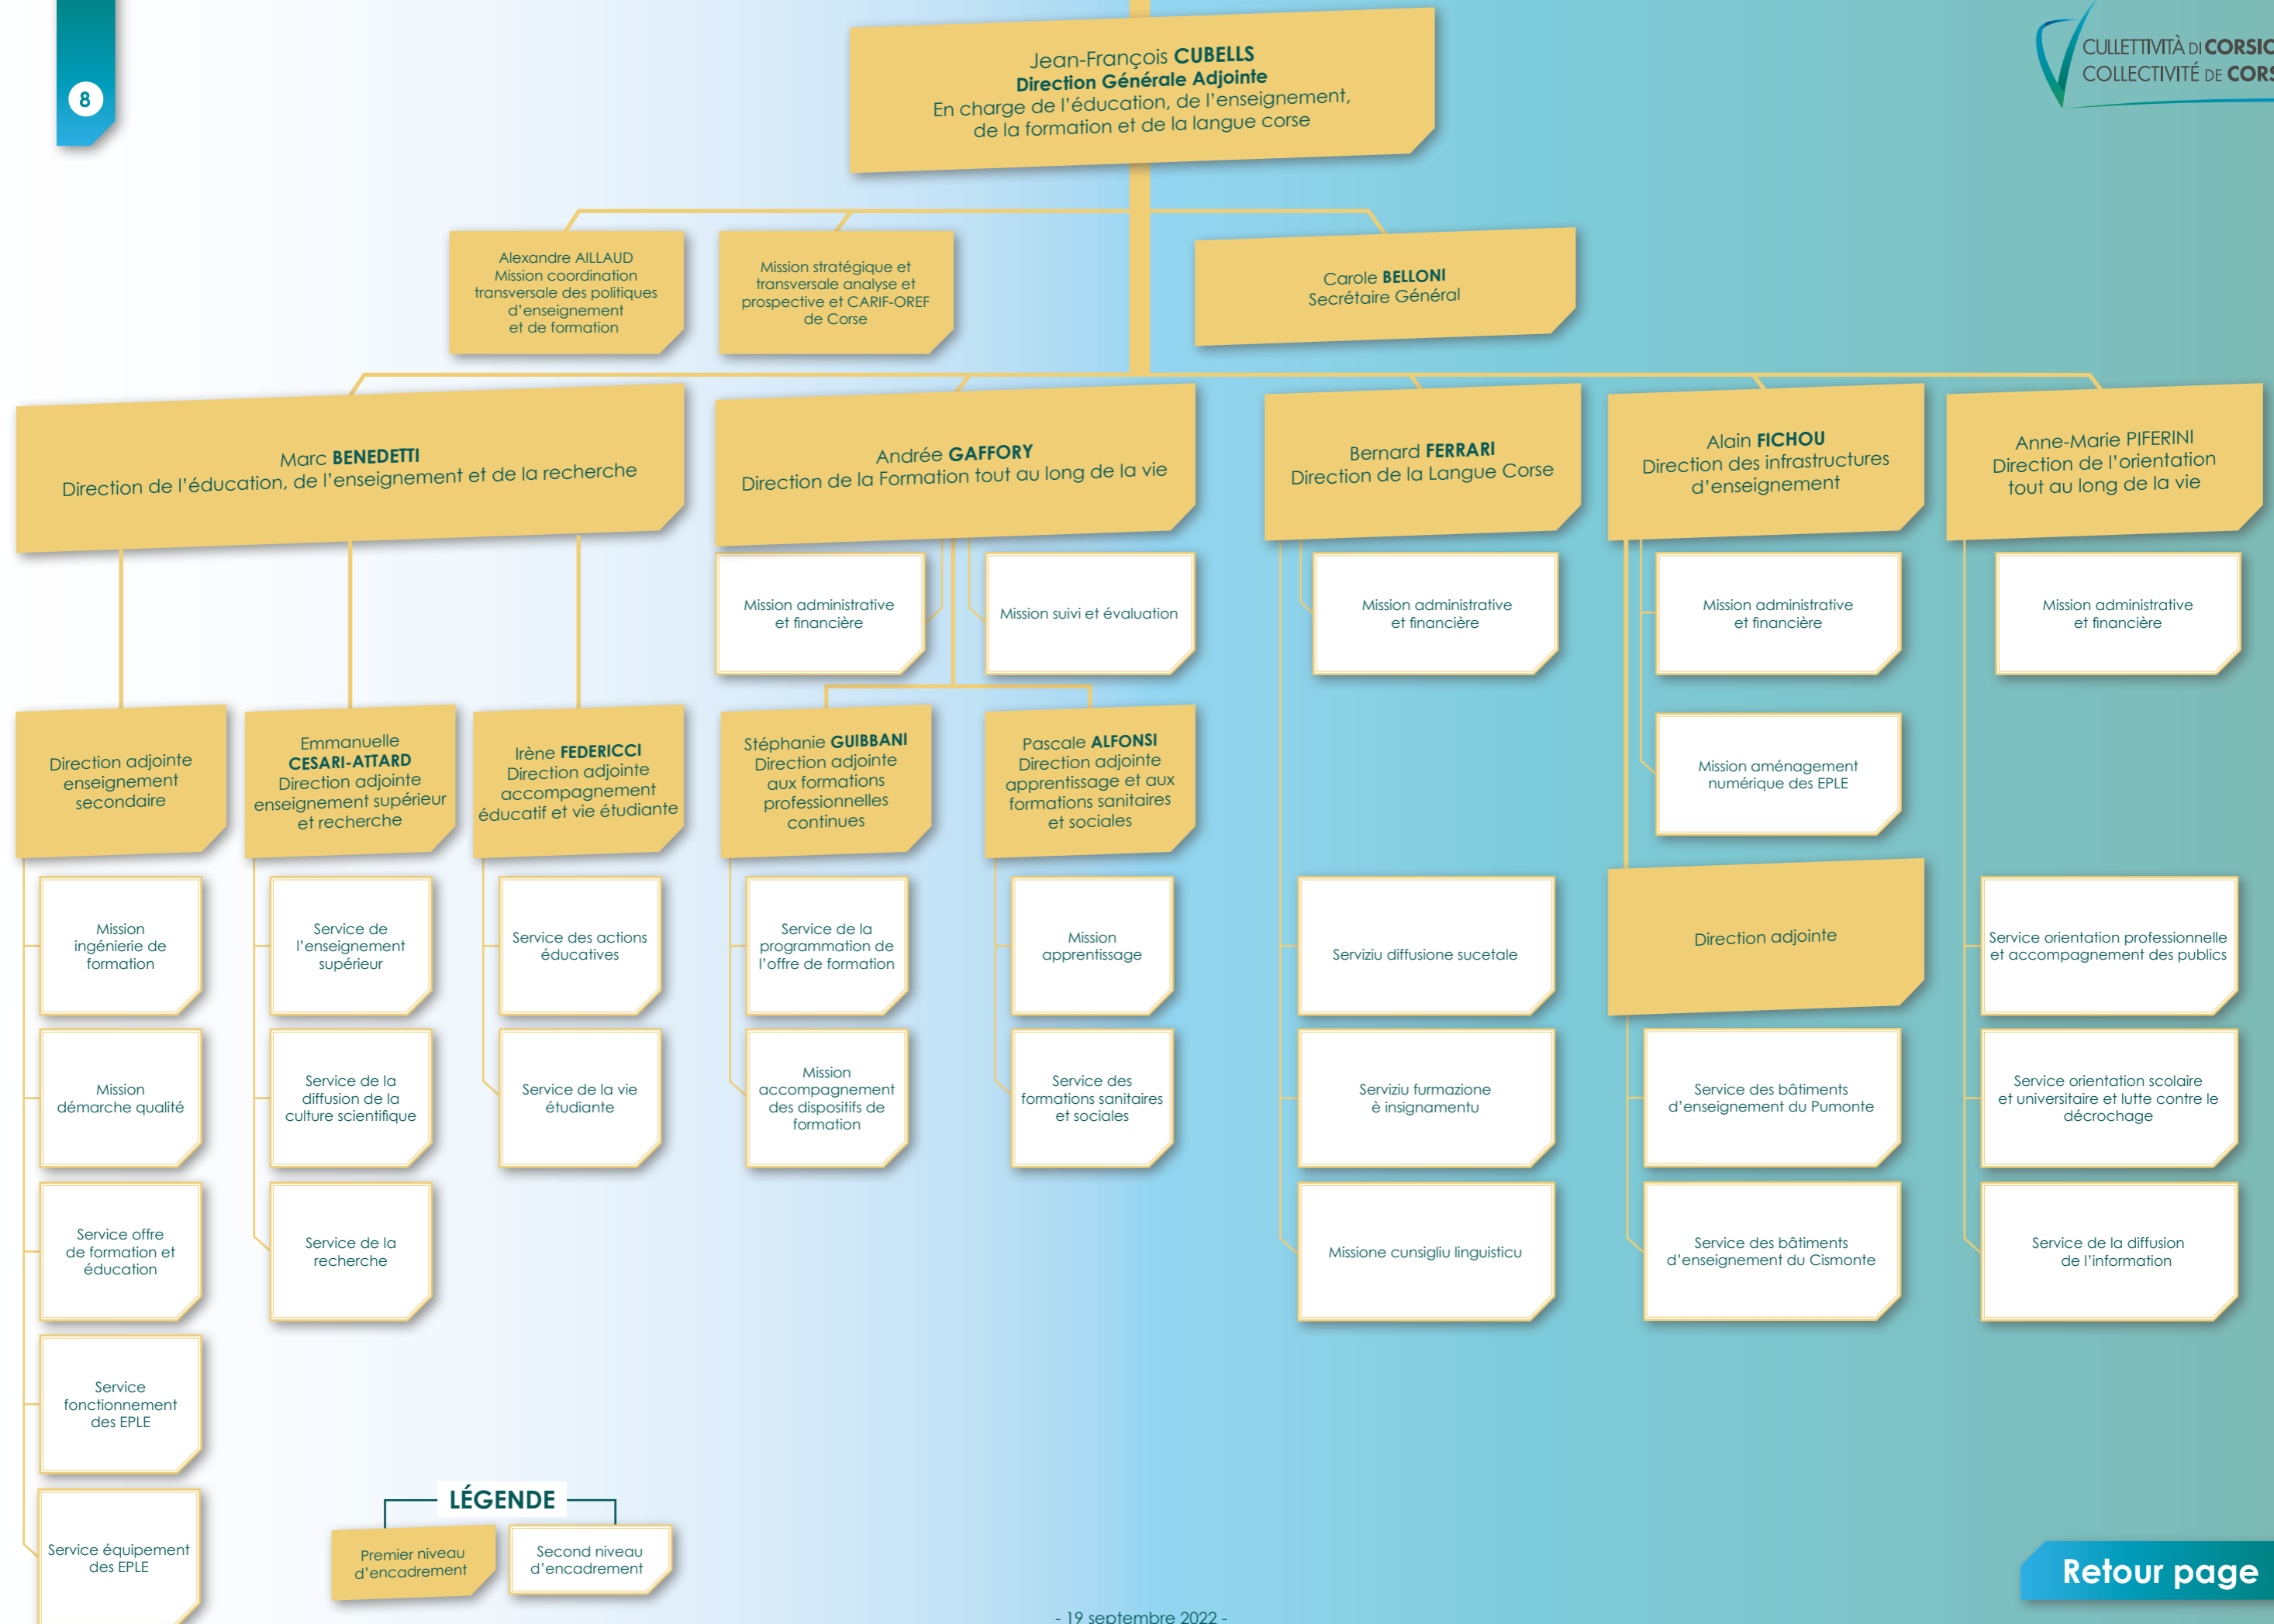 8
Jean-François CUBELLS
Direction Générale Adjointe
En charge de l'éducation, de l'enseignement,
de la formation et de la langue corse
CULLETTIVITÀ DI
COLLECTIVITÉ DE
Alexandre AILLAUD
Mission coordination
transversale des politiques
d'enseignement
et de formation
Mission stratégique et
transversale analyse et
prospective et CARIF-OREF
de Corse
Carole BELLONI
Secrétaire Général
Marc BENEDETTI
Direction de l'éducation, de l'enseignement et de la recherche
Andrée GAFFORY
Direction de la Formation tout au long de la vie
Bernard FERRARI
Direction de la Langue Corse
Alain FICHOU
Direction des infrastructures
d'enseignement
Anne-Marie PIFERINI
Direction de l'orientation
tout au long de la vie
Mission administrative
et financière
Mission suivi et évaluation
Mission administrative
et financière
Mission administrative
et financière
Mission administrative
et financière
Mission aménagement
numérique des EPLE
Direction adjointe
enseignement
secondaire
Emmanuelle
CESARI-ATTARD
Direction adjointe
enseignement supérieur
et recherche
Irène FEDERICCI
Direction adjointe
accompagnement
éducatif et vie étudiante
Stéphanie GUIBBANI
Direction adjointe
aux formations
professionnelles
continues
Pascale ALFONSI
Direction adjointe
apprentissage et aux
formations sanitaires
et sociales
Mission
ingénierie de
formation
Service de
l'enseignement
supérieur
Service des actions
éducatives
Service de la
programmation de
l'offre de formation
Mission
apprentissage
Serviziu diffusione sucetale
Direction adjointe
Service orientation professionnelle
et accompagnement des publics
Mission
démarche qualité
Service de la
diffusion de la
culture scientifique
Service de la vie
étudiante
Mission
accompagnement
des dispositifs de
formation
Service des
formations sanitaires
et sociales
Serviziu furmazione
è insignamentu
Service des bâtiments
d'enseignement du Pumonte
Service orientation scolaire
et universitaire et lutte contre le
décrochage
Service offre
de formation et
éducation
Service de la
recherche
Missione cunsigliu linguisticu
Service des bâtiments
d'enseignement du Cismonte
Service de la diffusion
de l'information
Service
fonctionnement
des EPLE
Service équipement
des EPLE
LÉGENDE
Premier niveau
d'encadrement
Second niveau
d'encadrement
Retour page
- 19 septembre 2022 -